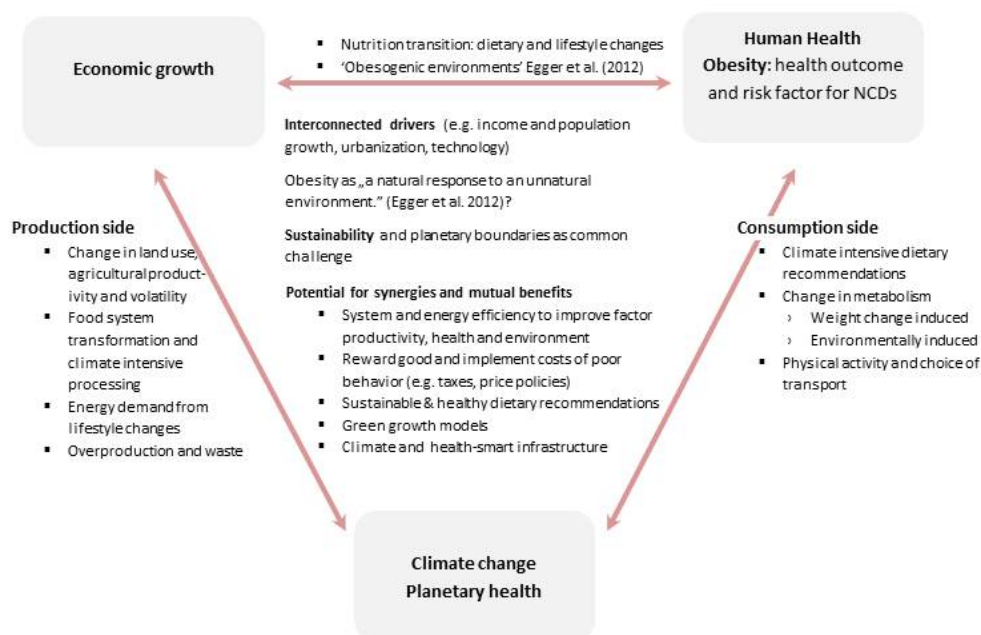 Economic growth
▪ Nutrition transition: dietary and lifestyle changes
▪ ‘Obesogenic environments’ Egger et al. (2012)
Human Health
Obesity: health outcome
and risk factor for NCDs
Interconnected drivers (e.g. income and population
growth, urbanization, technology)
Obesity as „a natural response to an unnatural
environment.” (Egger et al. 2012)?
Sustainability and planetary boundaries as common
challenge
Potential for synergies and mutual benefits
▪ System and energy efficiency to improve factor
productivity, health and environment
▪ Reward good and implement costs of poor
behavior (e.g. taxes, price policies)
▪ Sustainable & healthy dietary recommendations
▪ Green growth models
▪ Climate and health-smart infrastructure
Production side
▪ Change in land use,
agricultural product-
ivity and volatility
▪ Food system
transformation and
climate intensive
processing
▪ Energy demand from
lifestyle changes
▪ Overproduction and waste
Consumption side
▪ Climate intensive dietary
recommendations
▪ Change in metabolism
› Weight change induced
› Environmentally induced
▪ Physical activity and choice of
transport
Climate change
Planetary health